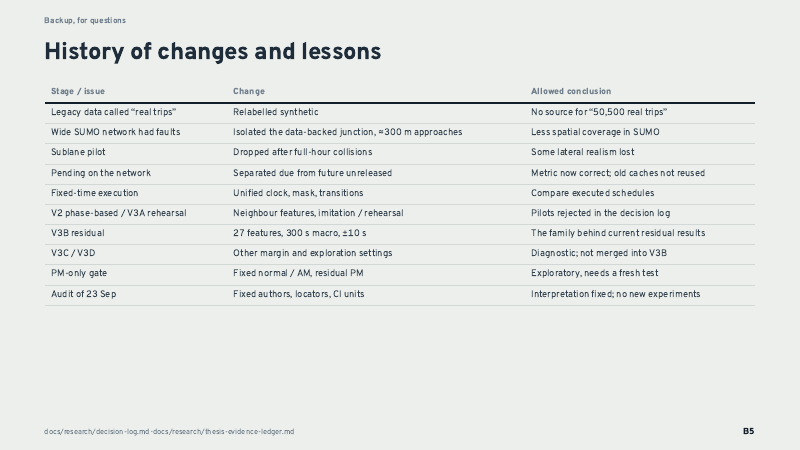 Backup, for questions
History of changes and lessons
Stage / issue Change Allowed conclusion
Legacy data called “real trips” Relabelled synthetic No source for “50,500 real trips”
Wide SUMO network had faults Isolated the data-backed junction, ≈300 m approaches Less spatial coverage in SUMO
Sublane pilot Dropped after full-hour collisions Some lateral realism lost
Pending on the network Separated due from future unreleased Metric now correct; old caches not reused
Fixed-time execution Unified clock, mask, transitions Compare executed schedules
V2 phase-based / V3A rehearsal Neighbour features, imitation / rehearsal Pilots rejected in the decision log
V3B residual 27 features, 300 s macro, ±10 s The family behind current residual results
V3C / V3D Other margin and exploration settings Diagnostic; not merged into V3B
PM-only gate Fixed normal / AM, residual PM Exploratory, needs a fresh test
Audit of 23 Sep Fixed authors, locators, CI units Interpretation fixed; no new experiments
docs/research/decision-log.md · docs/research/thesis-evidence-ledger.md B5